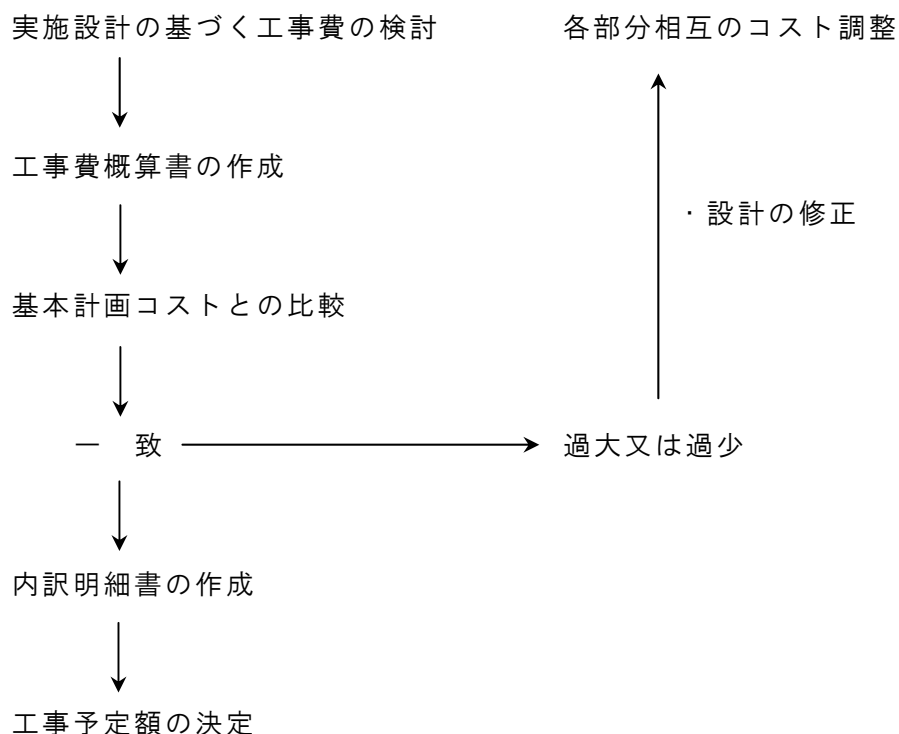 実施設計の基づく工事費の検討
各部分相互のコスト調整
工事費概算書の作成
・設計の修正
基本計画コストとの比較
一　致
過大又は過少
内訳明細書の作成
工事予定額の決定